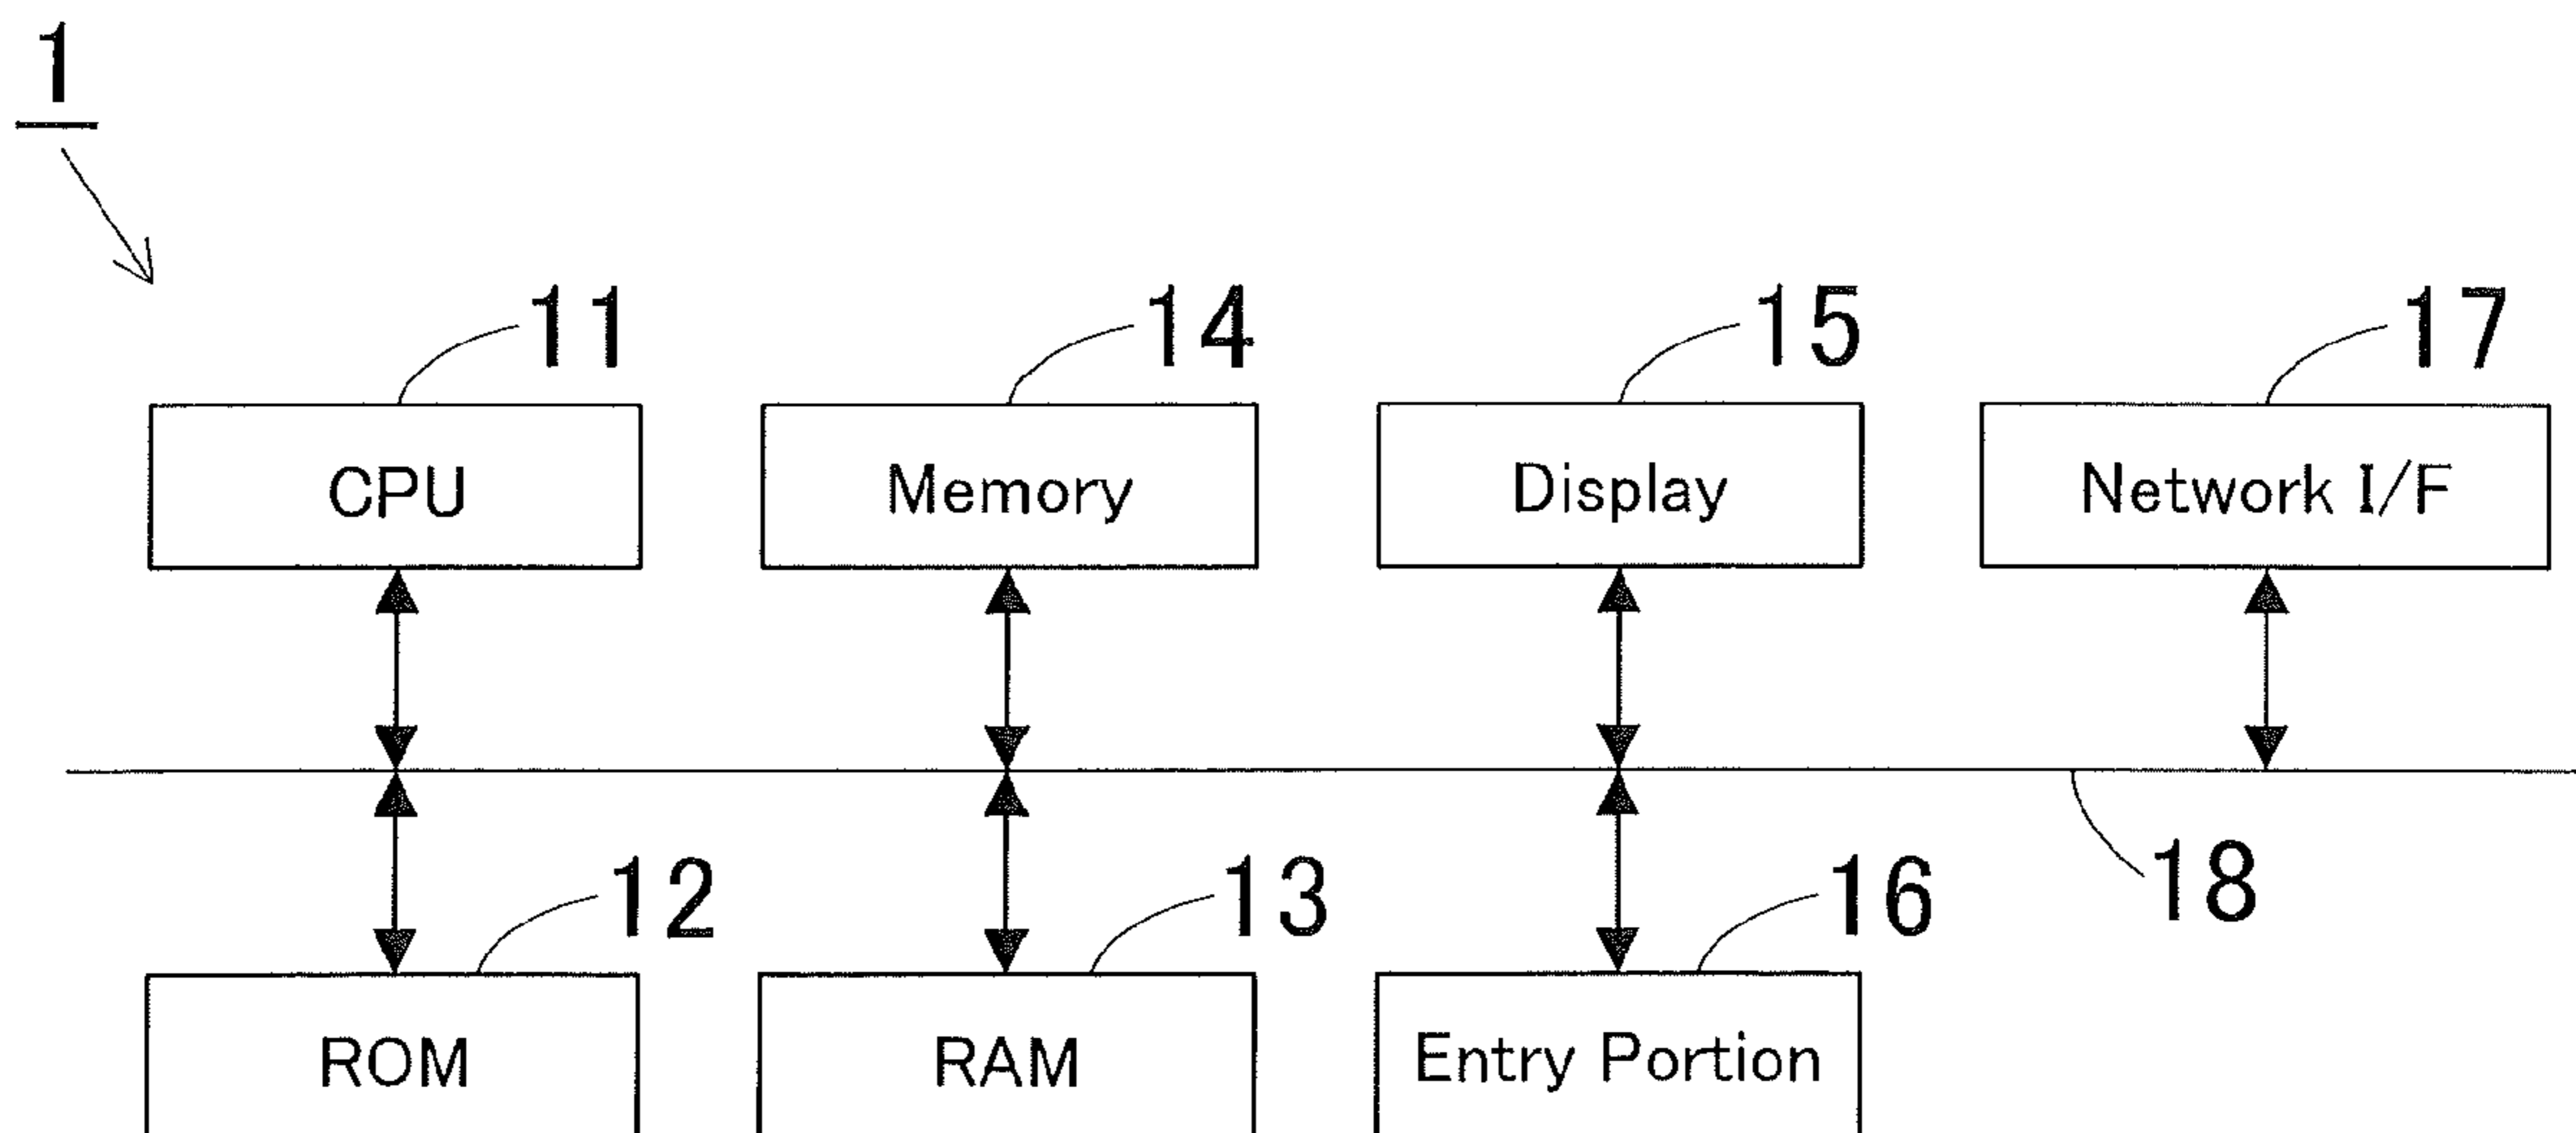 1
11 14 15 17
CPU Memory Display Network I/F
12 13 16 18
ROM RAM Entry Portion